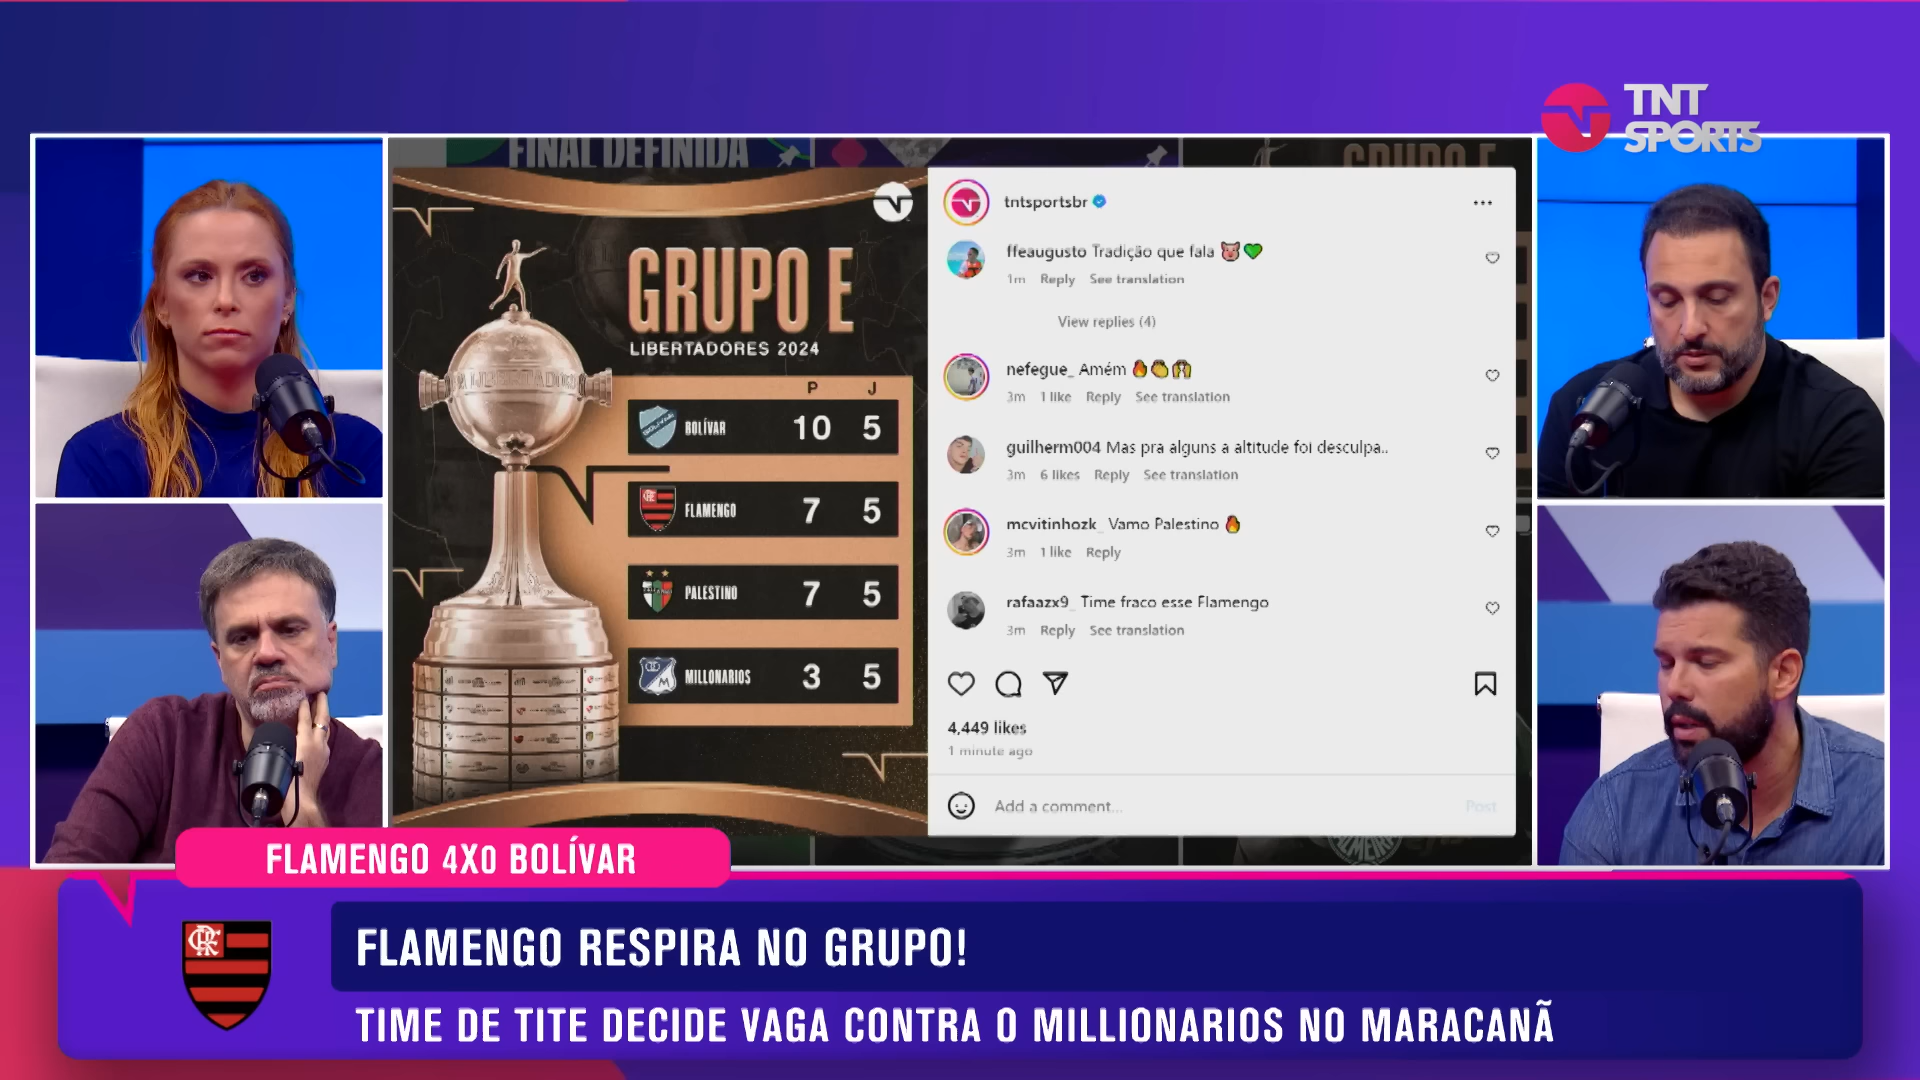 TNT
SPORTS
FINAL DEFINIDA
GRUPO E
GRUPO E
LIBERTADORES 2024
P J
BOLÍVAR 10 5
FLAMENGO 7 5
PALESTINO 7 5
MILLONARIOS 3 5
tntsportsbr
ffeaugusto Tradição que fala 🐷💚
1m Reply See translation
View replies (4)
nefegue_ Amém 🔥👏🙌
3m 1 like Reply See translation
guilherm004 Mas pra alguns a altitude foi desculpa..
3m 6 likes Reply See translation
mcvitinhozk_ Vamo Palestino 🔥
3m 1 like Reply
rafaazx9_ Time fraco esse Flamengo
3m Reply See translation
4,449 likes
1 minute ago
Add a comment...
Post
FLAMENGO 4X0 BOLÍVAR
FLAMENGO RESPIRA NO GRUPO!
TIME DE TITE DECIDE VAGA CONTRA O MILLIONARIOS NO MARACANÃ